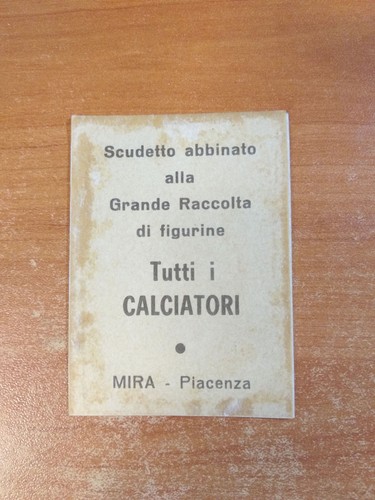 Scudetto abbinato
alla
Grande Raccolta
di figurine
Tutti i
CALCIATORI
●
MIRA - Piacenza